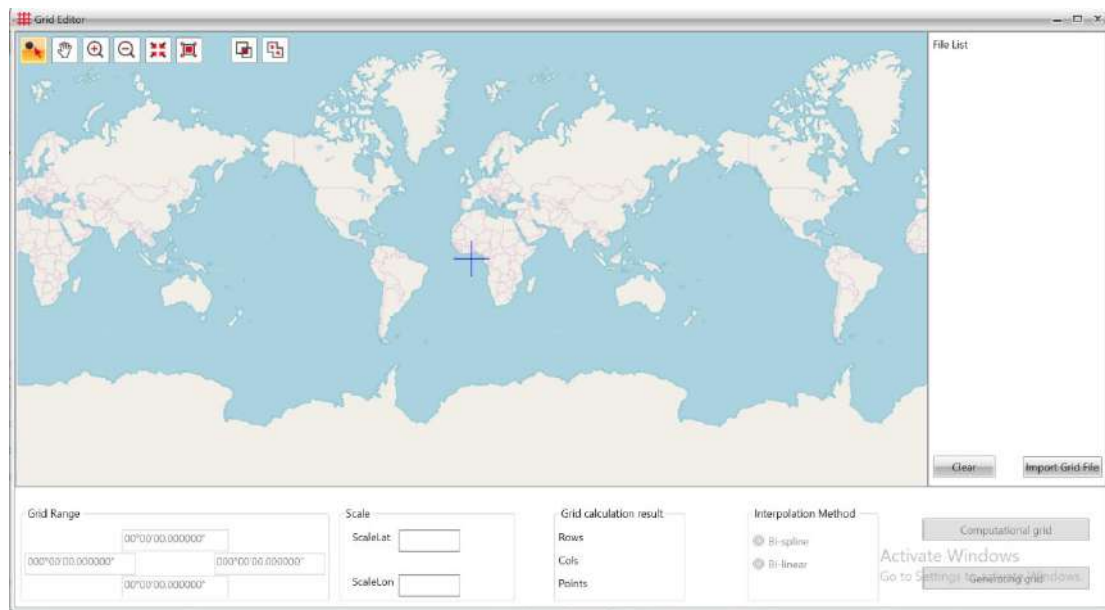 Grid Editor
File List
Clear
Import Grid File
Grid Range
00°00'00.000000"
000°00'00.000000"
000°00'00.000000"
00°00'00.000000"
Scale
ScaleLat
ScaleLon
Grid calculation result
Rows
Cols
Points
Interpolation Method
Bi-spline
Bi-linear
Computational grid
Activate Windows
Go to Settings to activate Windows.
Generating grid